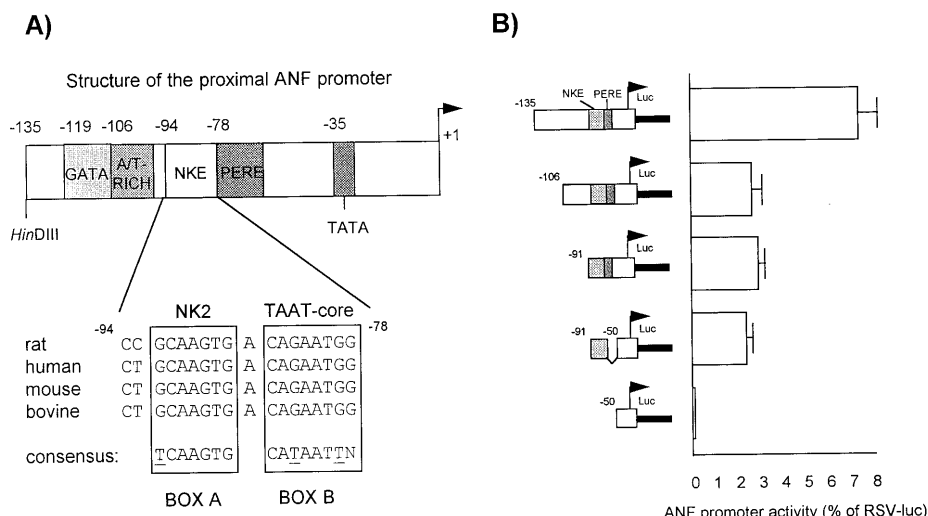 A)
Structure of the proximal ANF promoter
-135 -119 -106 -94 -78 -35
+1
GATA A/T-RICH NKE PERE
HinDIII
TATA
NK2 TAAT-core
-94 -78
rat CC GCAAGTG A CAGAATGG
human CT GCAAGTG A CAGAATGG
mouse CT GCAAGTG A CAGAATGG
bovine CT GCAAGTG A CAGAATGG
consensus: TCAAGTG CATAATTN
BOX A BOX B
B)
NKE PERE Luc
-135
-106
Luc
-91
Luc
-91 -50
Luc
-50
Luc
0 1 2 3 4 5 6 7 8
ANF promoter activity (% of RSV-luc)